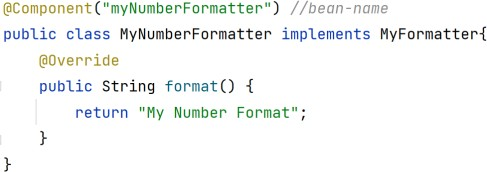 @Component("myNumberFormatter") //bean-name
public class MyNumberFormatter implements MyFormatter{
    @Override
    public String format() {
        return "My Number Format";
    }
}